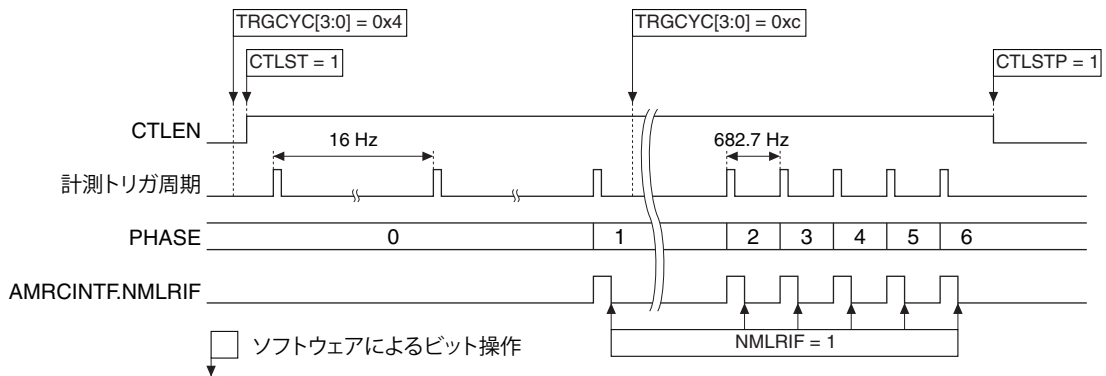 TRGCYC[3:0] = 0x4
TRGCYC[3:0] = 0xc
CTLST = 1
CTLSTP = 1
CTLEN
16 Hz
682.7 Hz
計測トリガ周期
PHASE
0
1
2
3
4
5
6
AMRCINTF.NMLRIF
NMLRIF = 1
ソフトウェアによるビット操作